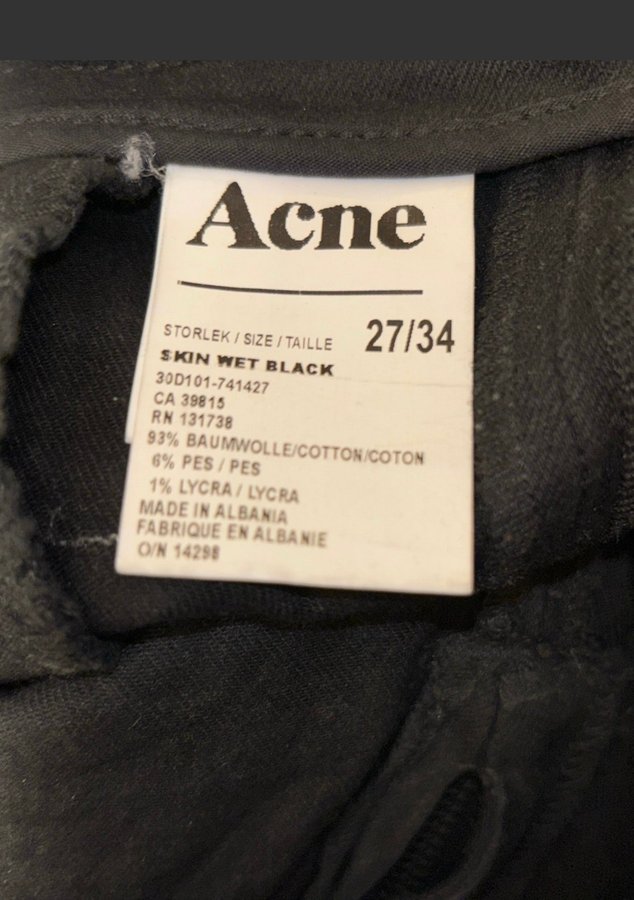 Acne
STORLEK / SIZE / TAILLE 27/34
SKIN WET BLACK
30D101-741427
CA 39815
RN 131738
93% BAUMWOLLE/COTTON/COTON
6% PES / PES
1% LYCRA / LYCRA
MADE IN ALBANIA
FABRIQUE EN ALBANIE
O/N 14298